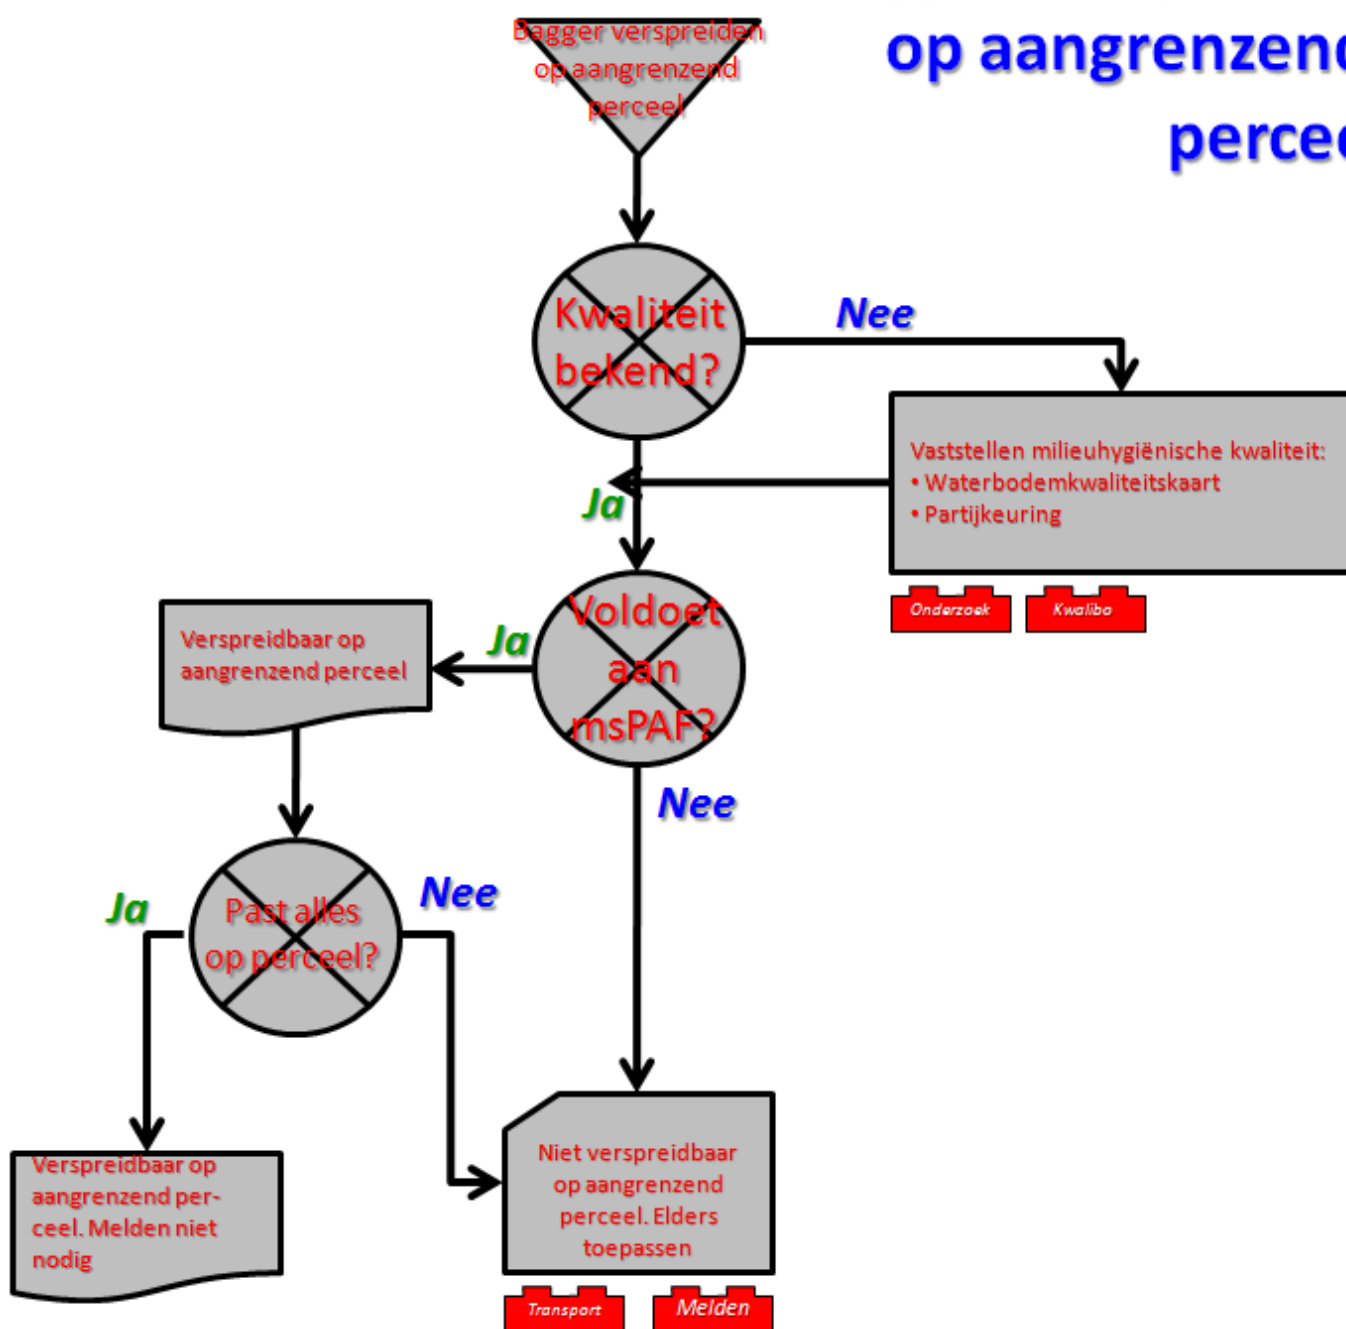 op aangrenzend
Bagger verspreiden
op aangrenzend
perceel
Kwaliteit
bekend?
Nee
Vaststellen milieuhygiënische kwaliteit:
• Waterbodemkwaliteitskaart
• Partijkeuring
Onderzoek
Kwalibo
Ja
Voldoet
aan
msPAF?
Ja
Verspreidbaar op
aangrenzend perceel
Nee
Past alles
op perceel?
Ja
Nee
Verspreidbaar op
aangrenzend per-
ceel. Melden niet
nodig
Niet verspreidbaar
op aangrenzend
perceel. Elders
toepassen
Transport
Melden